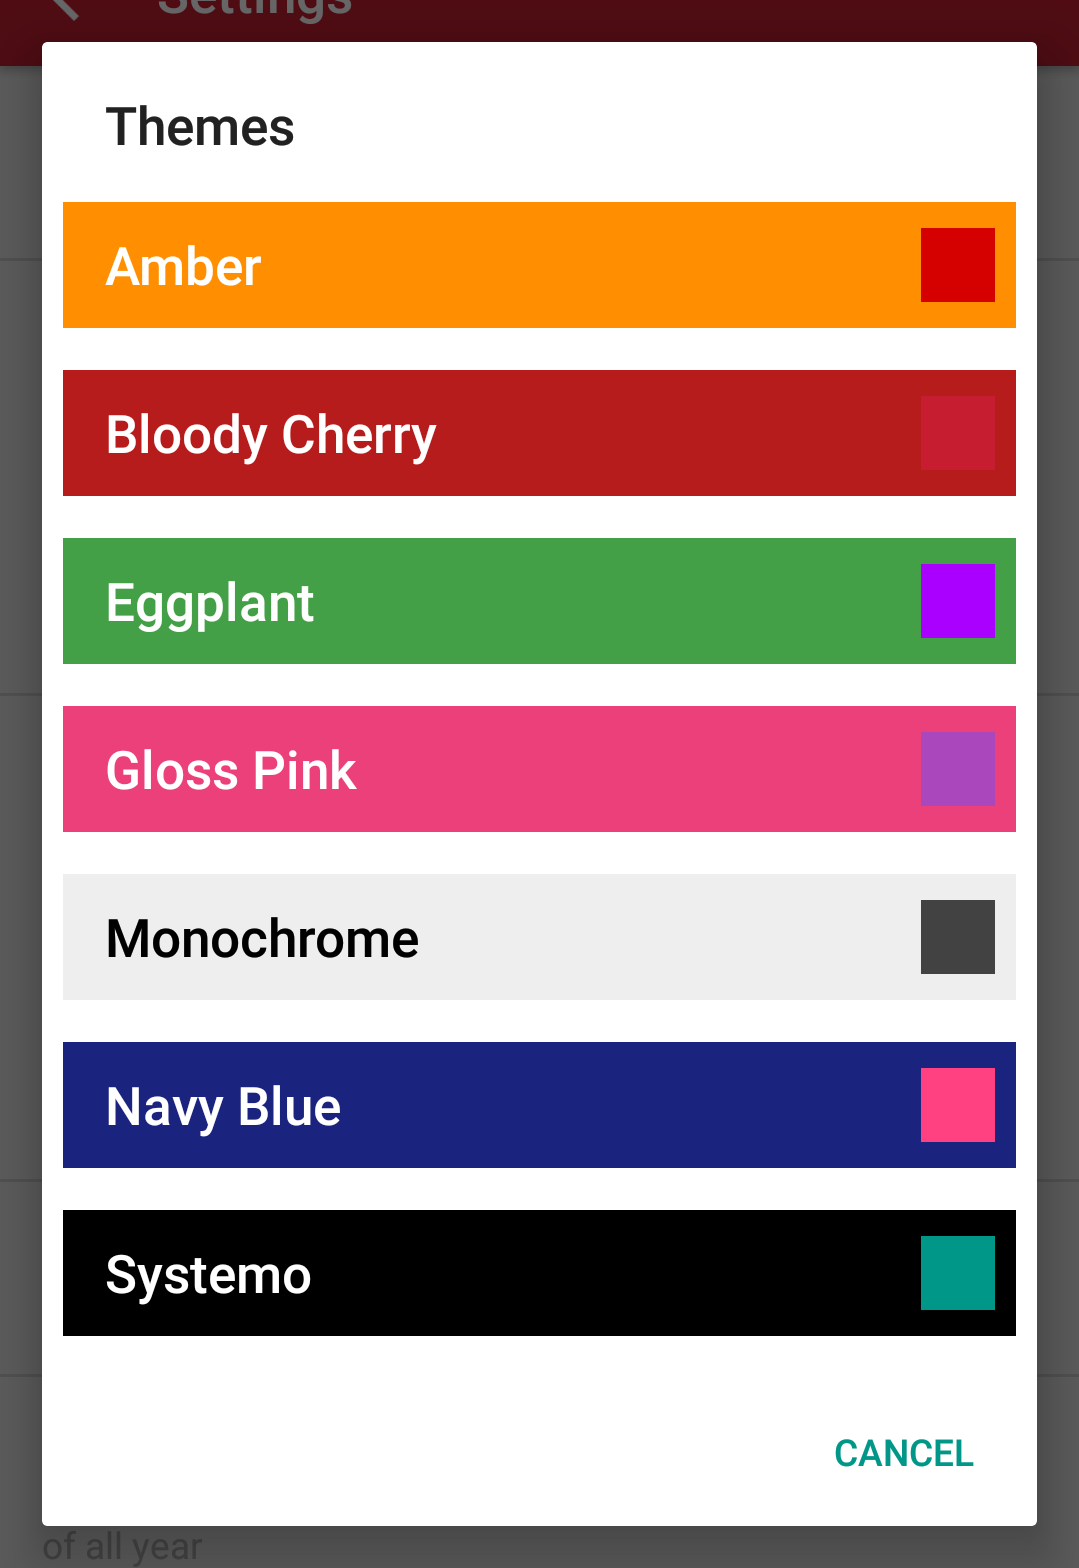 Settings
Themes
Amber
Bloody Cherry
Eggplant
Gloss Pink
Monochrome
Navy Blue
Systemo
CANCEL
of all year